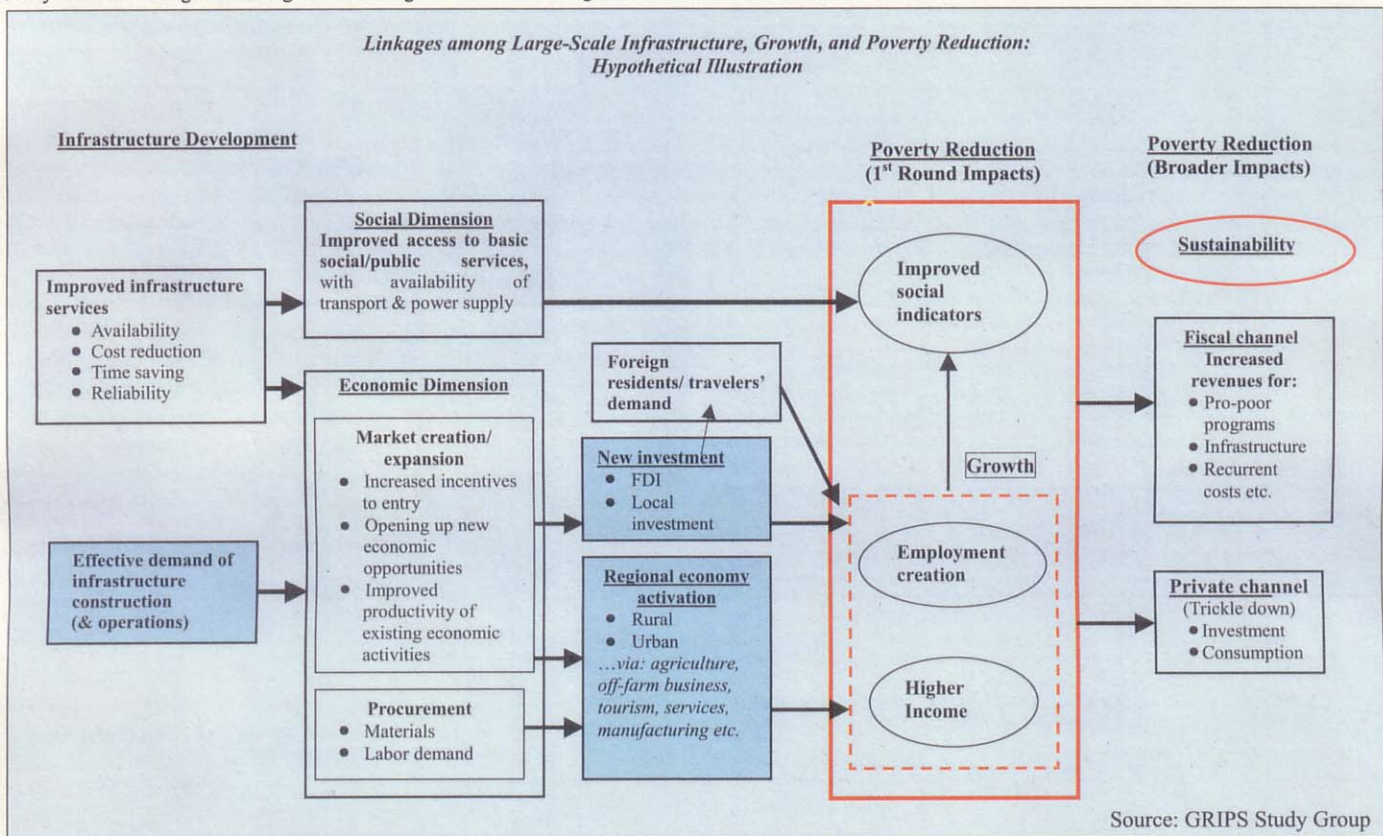 Linkages among Large-Scale Infrastructure, Growth, and Poverty Reduction:
Hypothetical Illustration
Infrastructure Development
Improved infrastructure
services
● Availability
● Cost reduction
● Time saving
● Reliability
Effective demand of
infrastructure
construction
(& operations)
Social Dimension
Improved access to basic
social/public services,
with availability of
transport & power supply
Economic Dimension
Market creation/
expansion
● Increased incentives
to entry
● Opening up new
economic
opportunities
● Improved
productivity of
existing economic
activities
Procurement
● Materials
● Labor demand
Foreign
residents/ travelers’
demand
New investment
● FDI
● Local
investment
Regional economy
activation
● Rural
● Urban
…via: agriculture,
off-farm business,
tourism, services,
manufacturing etc.
Poverty Reduction
(1st Round Impacts)
Improved
social
indicators
Growth
Employment
creation
Higher
Income
Poverty Reduction
(Broader Impacts)
Sustainability
Fiscal channel
Increased
revenues for:
● Pro-poor
programs
● Infrastructure
● Recurrent
costs etc.
Private channel
(Trickle down)
● Investment
● Consumption
Source: GRIPS Study Group